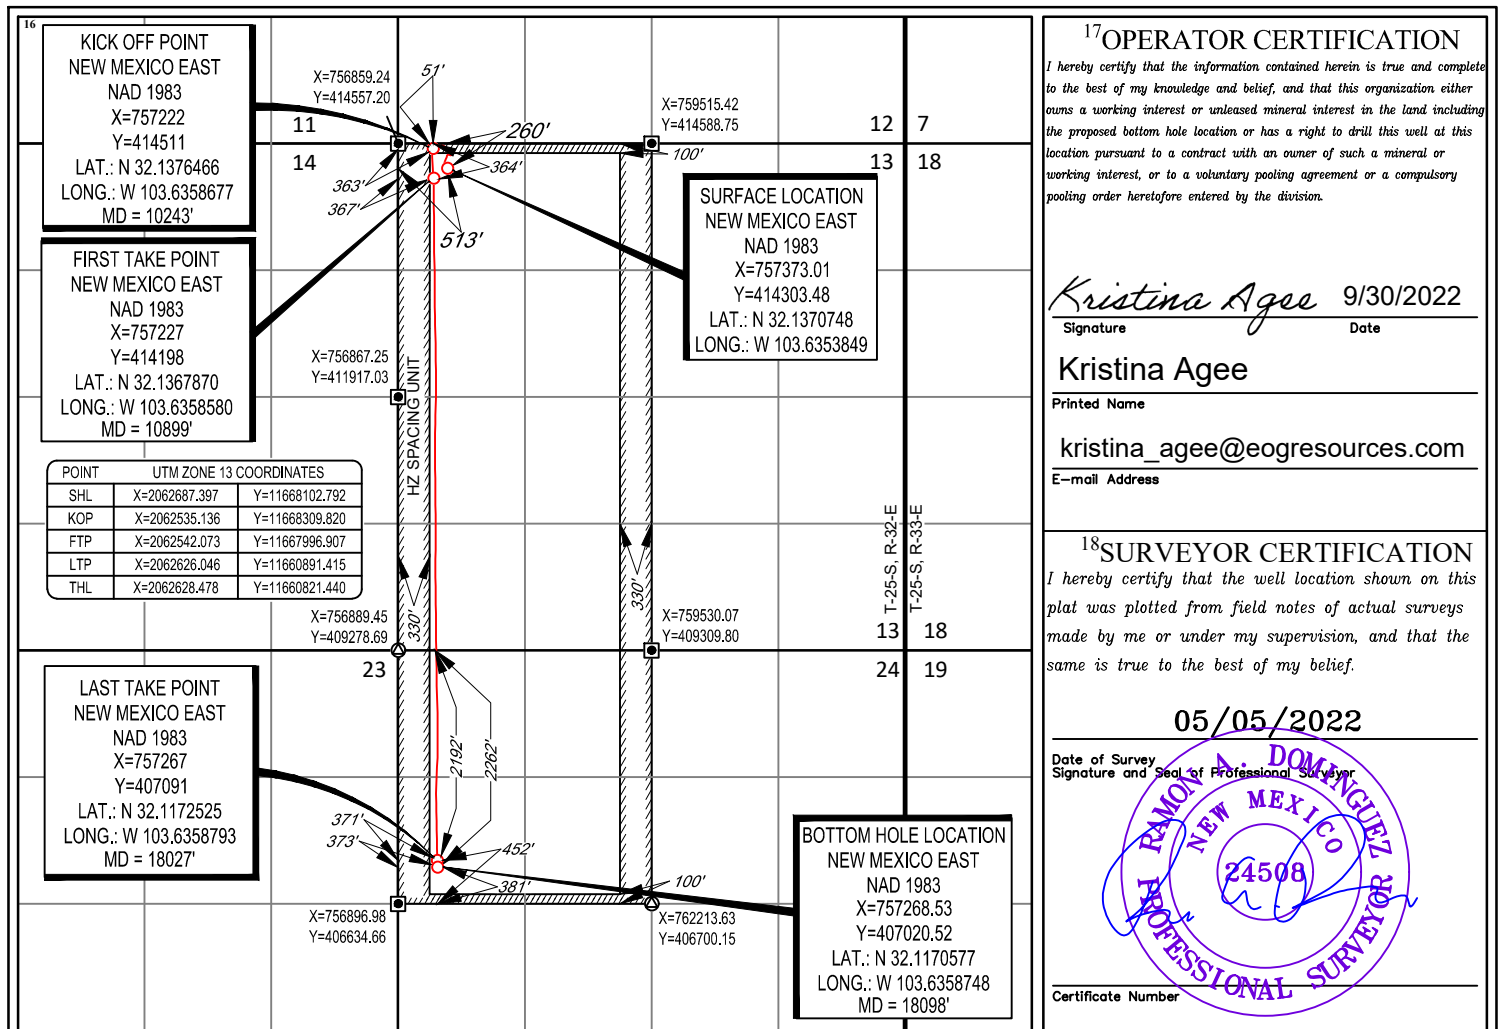 16
KICK OFF POINT
NEW MEXICO EAST
NAD 1983
X=757222
Y=414511
LAT.: N 32.1376466
LONG.: W 103.6358677
MD = 10243'
FIRST TAKE POINT
NEW MEXICO EAST
NAD 1983
X=757227
Y=414198
LAT.: N 32.1367870
LONG.: W 103.6358580
MD = 10899'
POINT UTM ZONE 13 COORDINATES
SHL X=2062687.397 Y=11668102.792
KOP X=2062535.136 Y=11668309.820
FTP X=2062542.073 Y=11667996.907
LTP X=2062626.046 Y=11660891.415
THL X=2062628.478 Y=11660821.440
LAST TAKE POINT
NEW MEXICO EAST
NAD 1983
X=757267
Y=407091
LAT.: N 32.1172525
LONG.: W 103.6358793
MD = 18027'
X=756859.24
Y=414557.20
51'
X=759515.42
Y=414588.75
11
12 7
260'
14
13 18
100'
364'
363'
367'
513'
SURFACE LOCATION
NEW MEXICO EAST
NAD 1983
X=757373.01
Y=414303.48
LAT.: N 32.1370748
LONG.: W 103.6353849
X=756867.25
Y=411917.03
HZ SPACING UNIT
T-25-S, R-32-E
T-25-S, R-33-E
330'
330'
X=756889.45
Y=409278.69
X=759530.07
Y=409309.80
13 18
23
24 19
2192'
2262'
371'
373'
452'
381'
100'
X=756896.98
Y=406634.66
X=762213.63
Y=406700.15
BOTTOM HOLE LOCATION
NEW MEXICO EAST
NAD 1983
X=757268.53
Y=407020.52
LAT.: N 32.1170577
LONG.: W 103.6358748
MD = 18098'
17OPERATOR CERTIFICATION
I hereby certify that the information contained herein is true and complete
to the best of my knowledge and belief, and that this organization either
owns a working interest or unleased mineral interest in the land including
the proposed bottom hole location or has a right to drill this well at this
location pursuant to a contract with an owner of such a mineral or
working interest, or to a voluntary pooling agreement or a compulsory
pooling order heretofore entered by the division.
Kristina Agee 9/30/2022
Signature Date
Kristina Agee
Printed Name
kristina_agee@eogresources.com
E-mail Address
18SURVEYOR CERTIFICATION
I hereby certify that the well location shown on this
plat was plotted from field notes of actual surveys
made by me or under my supervision, and that the
same is true to the best of my belief.
05/05/2022
Date of Survey
Signature and Seal of Professional Surveyor
RAMON A. DOMINGUEZ
NEW MEXICO
24508
PROFESSIONAL SURVEYOR
Certificate Number